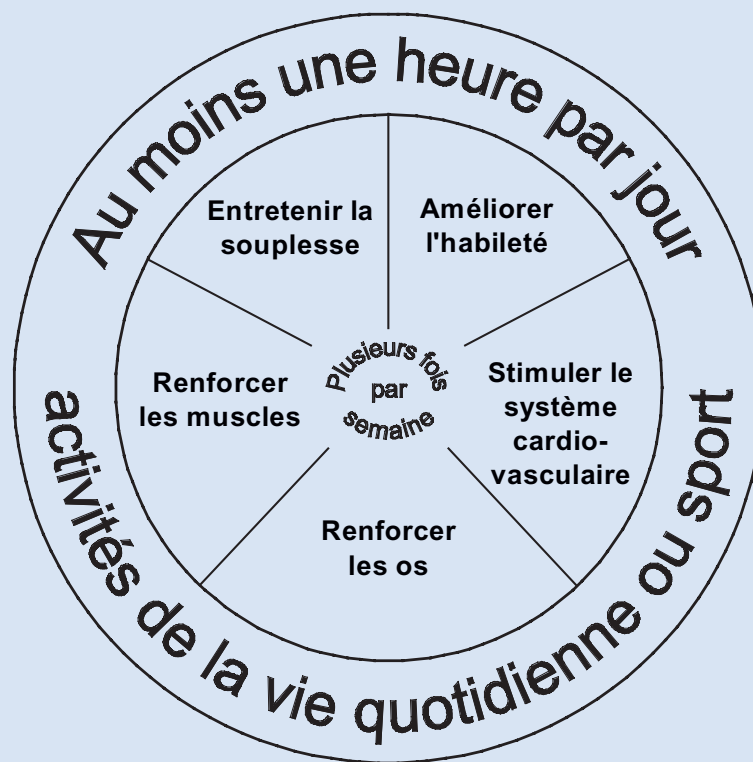 Au moins une heure par jour
Entretenir la
souplesse
Améliorer
l'habileté
Renforcer
les muscles
Plusieurs fois
par
semaine
Stimuler le
système
cardio-
vasculaire
Renforcer
les os
activités de la vie quotidienne ou sport